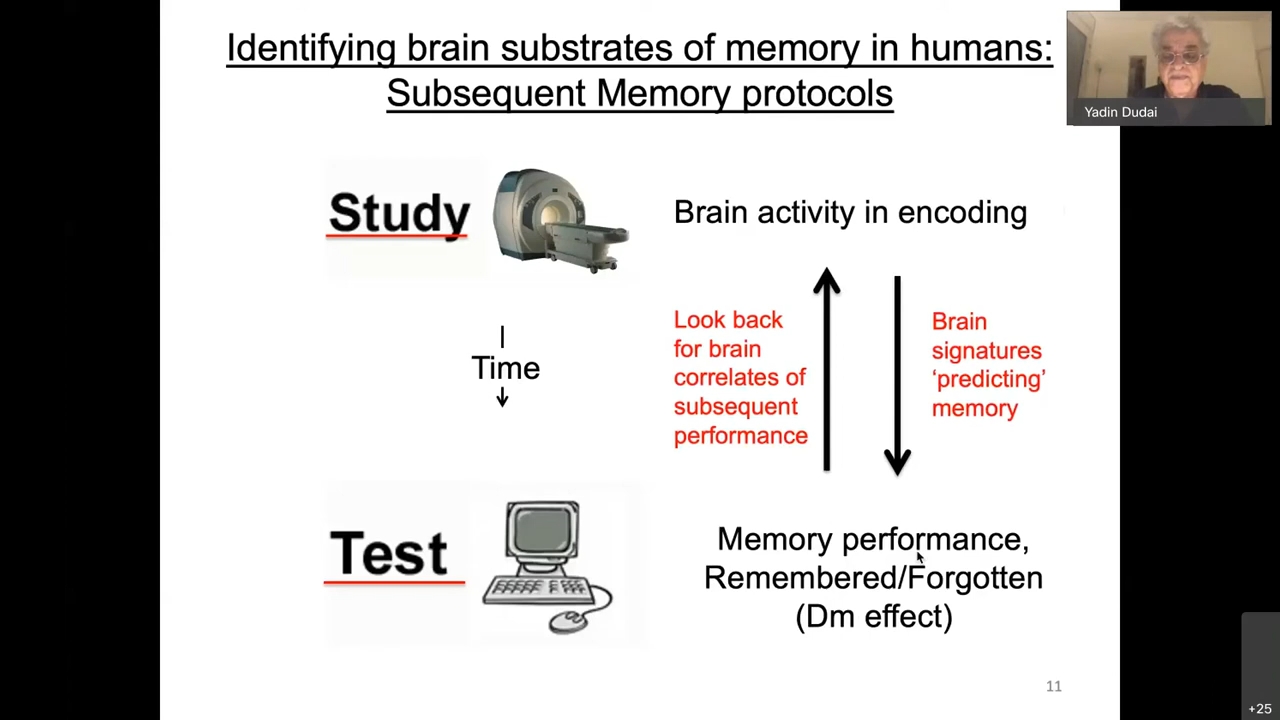 Identifying brain substrates of memory in humans:
Subsequent Memory protocols
Yadin Dudai
Study
Brain activity in encoding
Time
Look back
for brain
correlates of
subsequent
performance
Brain
signatures
‘predicting’
memory
Test
Memory performance,
Remembered/Forgotten
(Dm effect)
11
+25